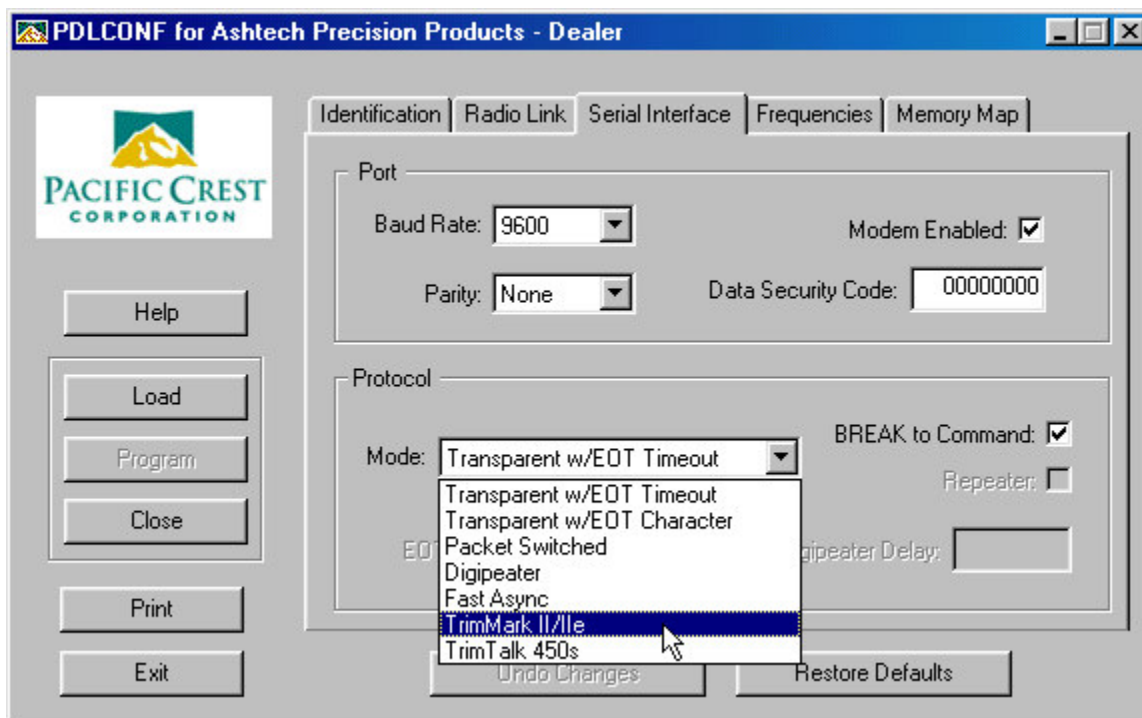 PDLCONF for Ashtech Precision Products - Dealer
PACIFIC CREST
CORPORATION
Help
Load
Program
Close
Print
Exit
Identification
Radio Link
Serial Interface
Frequencies
Memory Map
Port
Baud Rate: 9600
Modem Enabled:
Parity: None
Data Security Code: 00000000
Protocol
BREAK to Command:
Mode: Transparent w/EOT Timeout
Repeater:
Transparent w/EOT Timeout
Transparent w/EOT Character
Packet Switched
EO
Delay:
Digipeater
Fast Async
TrimMark II/IIe
TrimTalk 450s
Undo Changes
Restore Defaults